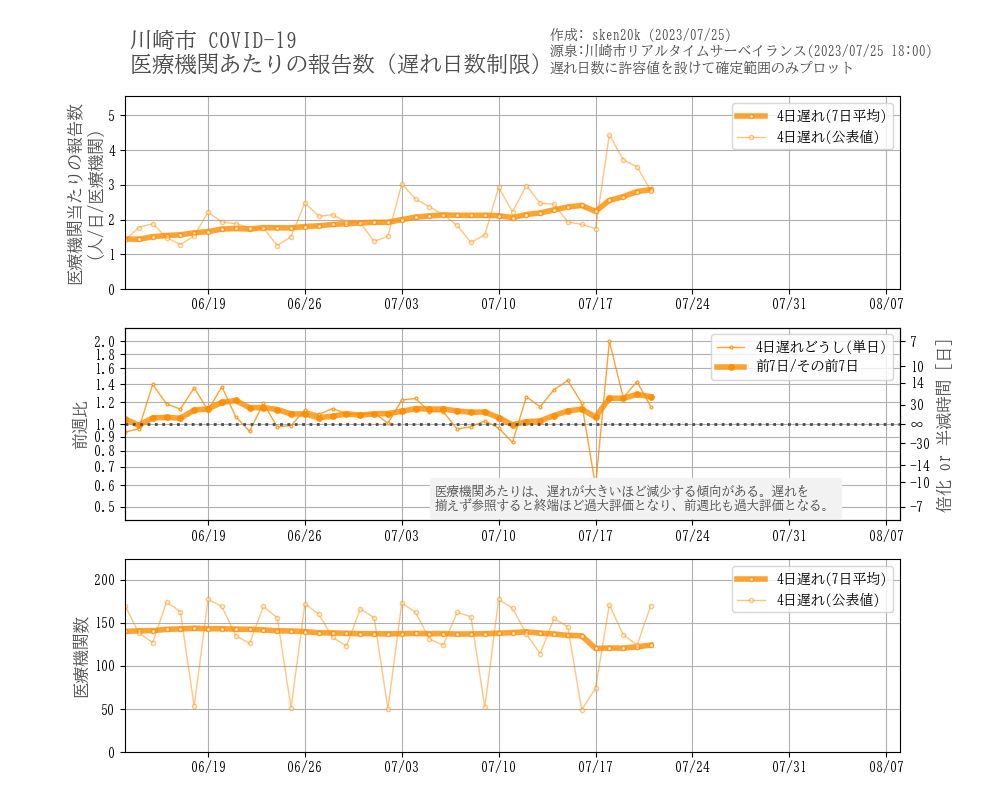 川崎市 COVID-19
医療機関あたりの報告数（遅れ日数制限）
作成: sken20k (2023/07/25)
源泉:川崎市リアルタイムサーベイランス(2023/07/25 18:00)
遅れ日数に許容値を設けて確定範囲のみプロット
医療機関当たりの報告数
(人/日/医療機関)
5
4
3
2
1
0
4日遅れ(7日平均)
4日遅れ(公表値)
06/19 06/26 07/03 07/10 07/17 07/24 07/31 08/07
前週比
2.0
1.8
1.6
1.4
1.2
1.0
0.9
0.8
0.7
0.6
0.5
4日遅れどうし(単日)
前7日/その前7日
7
10
14
30
∞
-30
-14
-10
-7
倍化 or 半減時間 [日]
医療機関あたりは、遅れが大きいほど減少する傾向がある。遅れを
揃えず参照すると終端ほど過大評価となり、前週比も過大評価となる。
06/19 06/26 07/03 07/10 07/17 07/24 07/31 08/07
医療機関数
200
150
100
50
0
4日遅れ(7日平均)
4日遅れ(公表値)
06/19 06/26 07/03 07/10 07/17 07/24 07/31 08/07